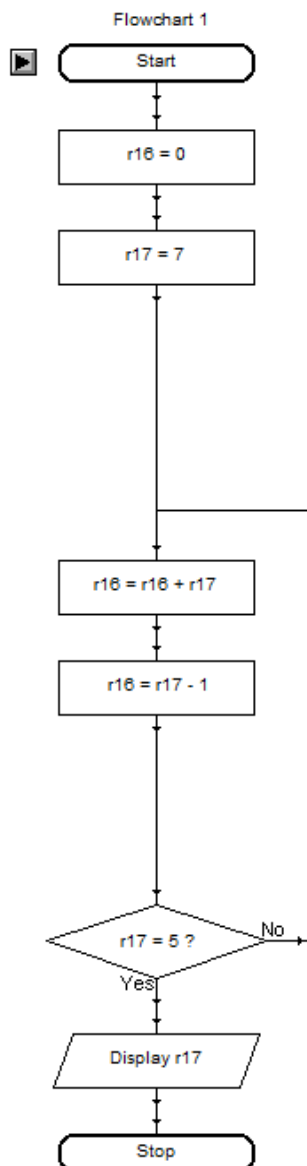 Flowchart 1
Start
r16 = 0
r17 = 7
r16 = r16 + r17
r16 = r17 - 1
r17 = 5 ?
No
Yes
Display r17
Stop